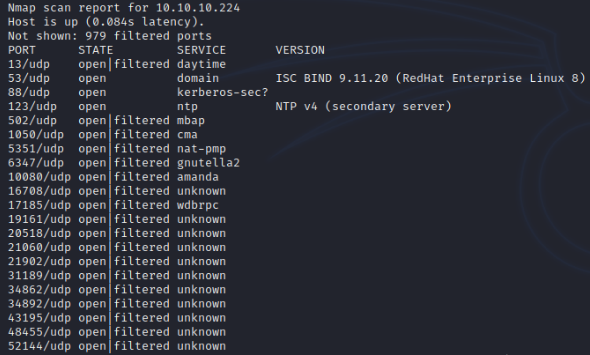 Nmap scan report for 10.10.10.224
Host is up (0.084s latency).
Not shown: 979 filtered ports
PORT STATE SERVICE VERSION
13/udp open|filtered daytime
53/udp open domain ISC BIND 9.11.20 (RedHat Enterprise Linux 8)
88/udp open kerberos-sec?
123/udp open ntp NTP v4 (secondary server)
502/udp open|filtered mbap
1050/udp open|filtered cma
5351/udp open|filtered nat-pmp
6347/udp open|filtered gnutella2
10080/udp open|filtered amanda
16708/udp open|filtered unknown
17185/udp open|filtered wdbrpc
19161/udp open|filtered unknown
20518/udp open|filtered unknown
21060/udp open|filtered unknown
21902/udp open|filtered unknown
31189/udp open|filtered unknown
34862/udp open|filtered unknown
34892/udp open|filtered unknown
43195/udp open|filtered unknown
48455/udp open|filtered unknown
52144/udp open|filtered unknown